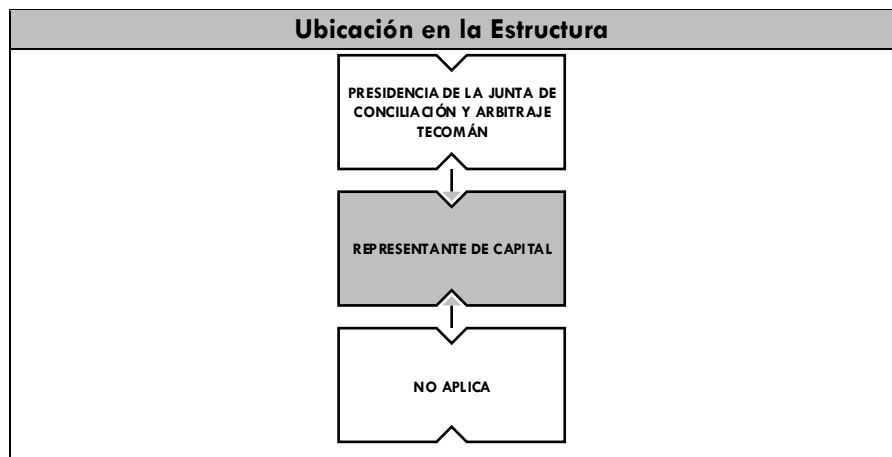 Ubicación en la Estructura
PRESIDENCIA DE LA JUNTA DE
CONCILIACIÓN Y ARBITRAJE
TECOMÁN
REPRESENTANTE DE CAPITAL
NO APLICA